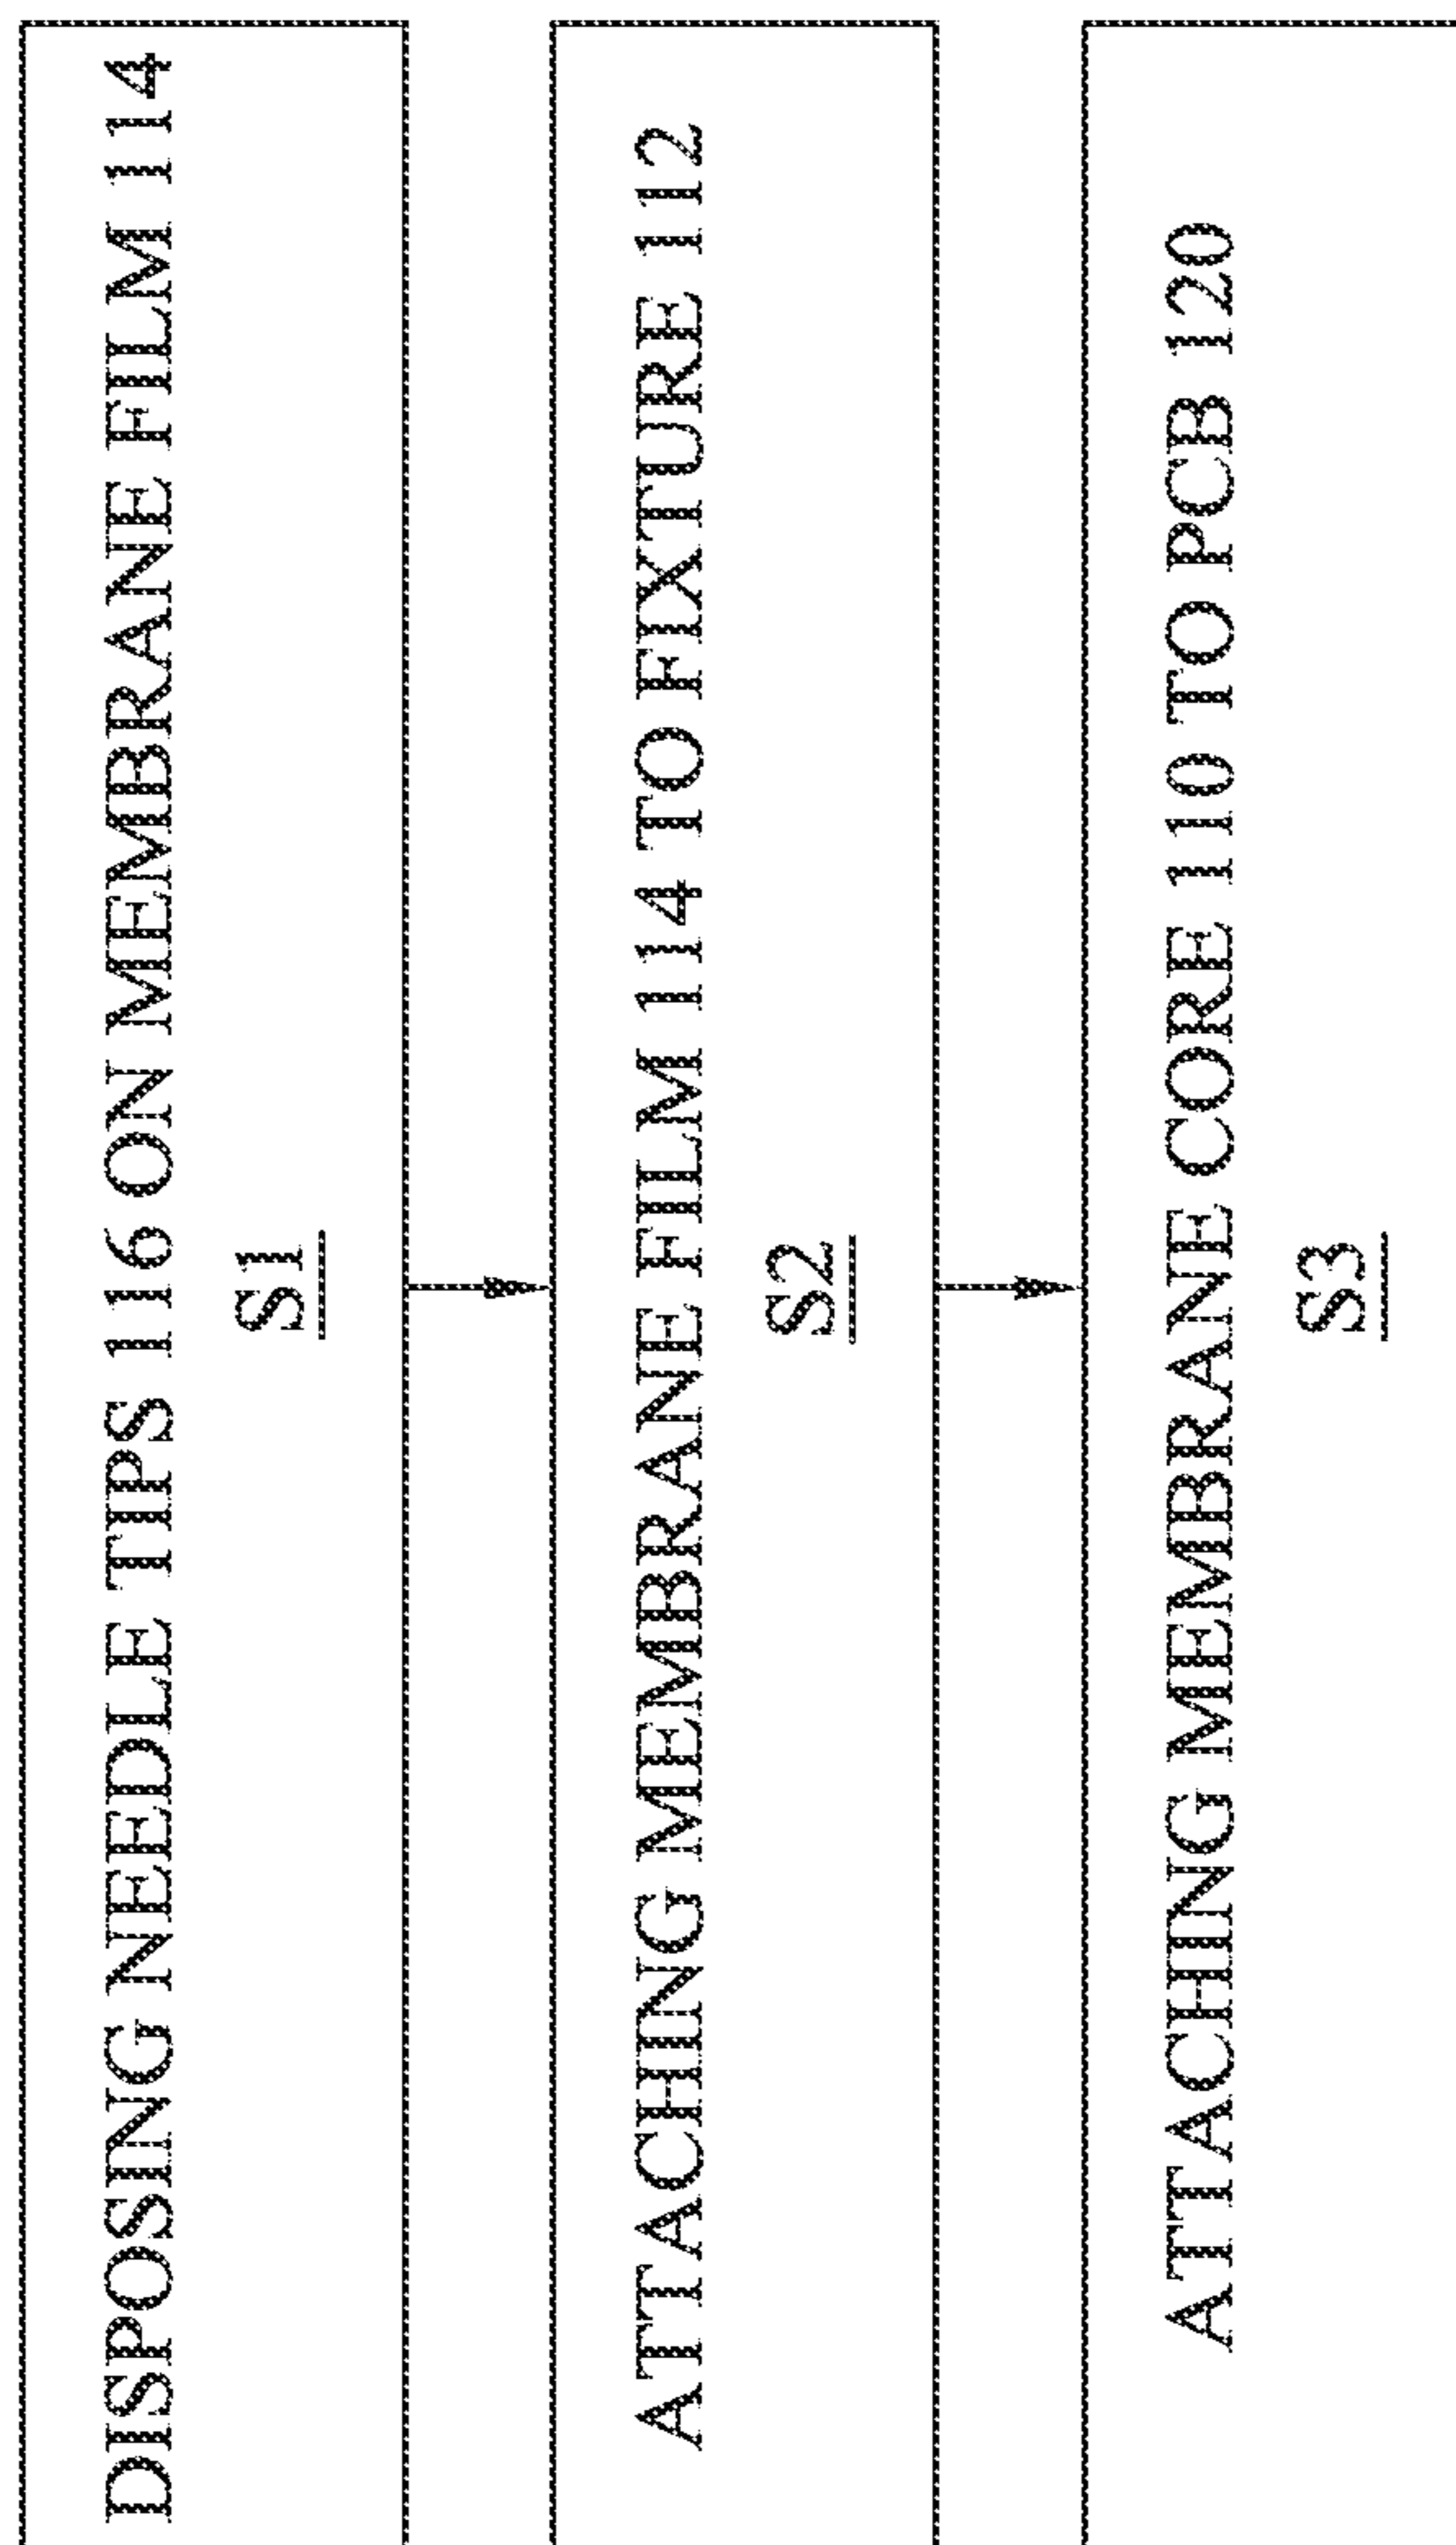 DISPOSING NEEDLE TIPS 116 ON MEMBRANE FILM 114
S1
ATTACHING MEMBRANE FILM 114 TO FIXTURE 112
S2
ATTACHING MEMBRANE CORE 110 TO PCB 120
S3